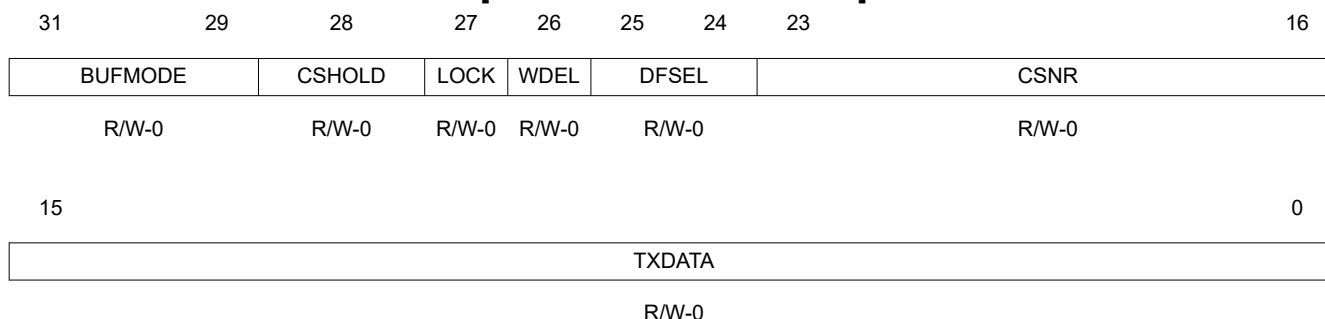 31 29 28 27 26 25 24 23 16
BUFMODE CSHOLD LOCK WDEL DFSEL CSNR
R/W-0 R/W-0 R/W-0 R/W-0 R/W-0 R/W-0
15 0
TXDATA
R/W-0